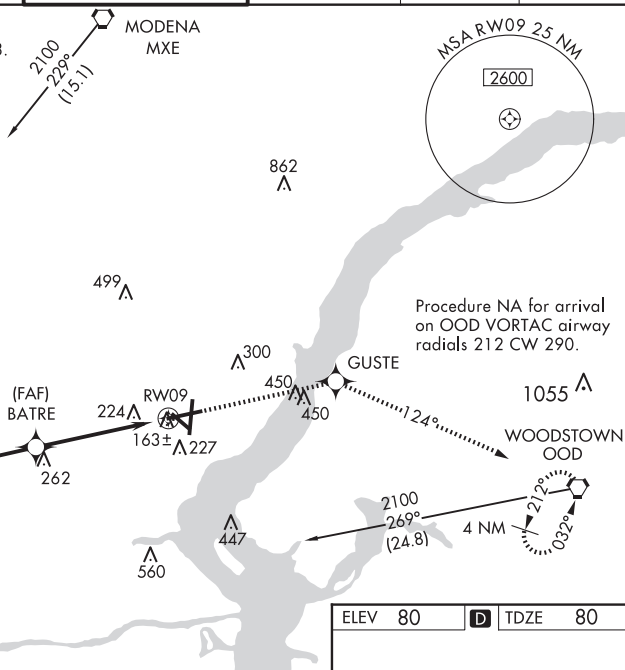 MODENA
MXE
3.
2100
229°
(15.1)
MSA RW09 25 NM
2600
862
499
Procedure NA for arrival
on OOD VORTAC airway
radials 212 CW 290.
300
GUSTE
(FAF)
BATRE
RW09
450
450
1055
224
163±
227
124°
262
WOODSTOWN
OOD
2100
269°
(24.8)
212°
032°
4 NM
447
560
ELEV 80 D TDZE 80